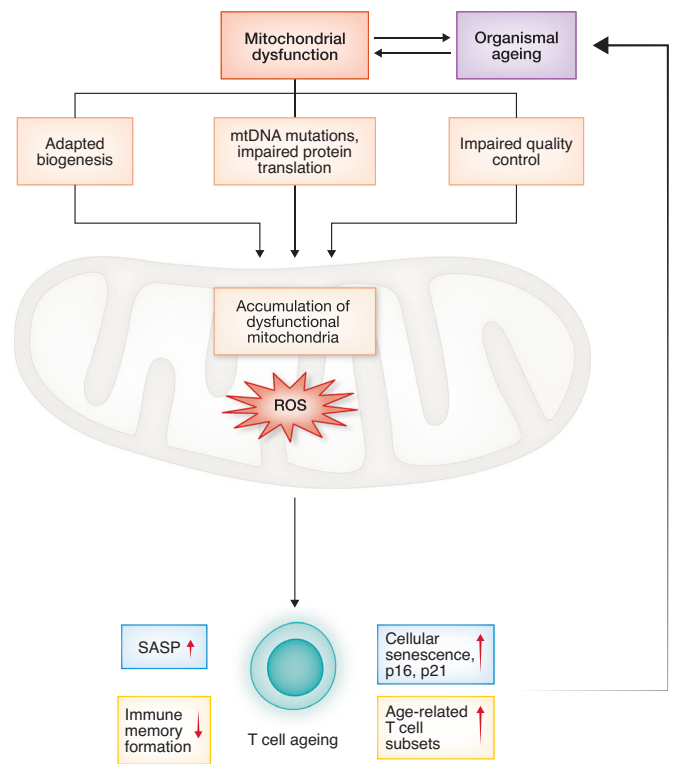 Mitochondrial
dysfunction
Organismal
ageing
Adapted
biogenesis
mtDNA mutations,
impaired protein
translation
Impaired quality
control
Accumulation of
dysfunctional
mitochondria
ROS
SASP
Cellular
senescence,
p16, p21
Immune
memory
formation
T cell ageing
Age-related
T cell
subsets